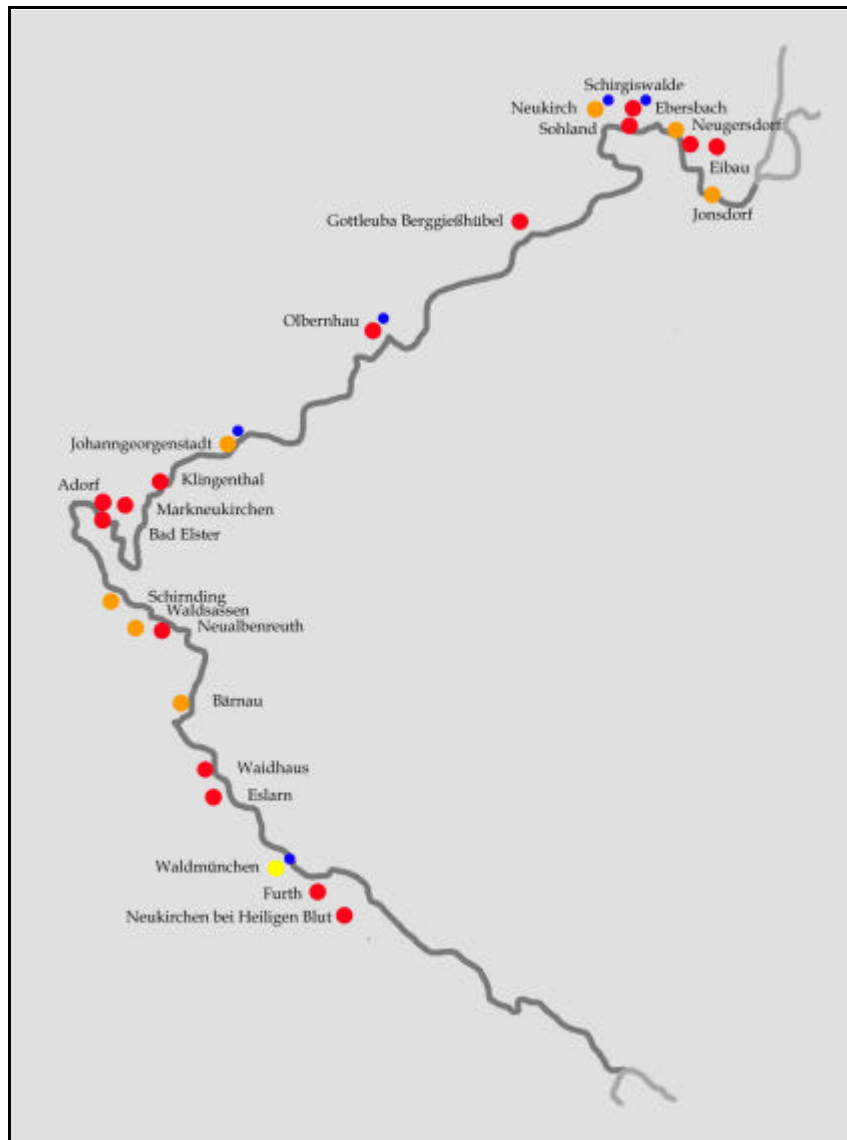 Schirgiswalde
Neukirch
Ebersbach
Sohland
Neugersdorf
Eibau
Jonsdorf
Gottleuba Berggießhübel
Olbernhau
Johanngeorgenstadt
Klingenthal
Adorf
Markneukirchen
Bad Elster
Schirnding
Waldsassen
Neualbenreuth
Bärnau
Waidhaus
Eslarn
Waldmünchen
Furth
Neukirchen bei Heiligen Blut